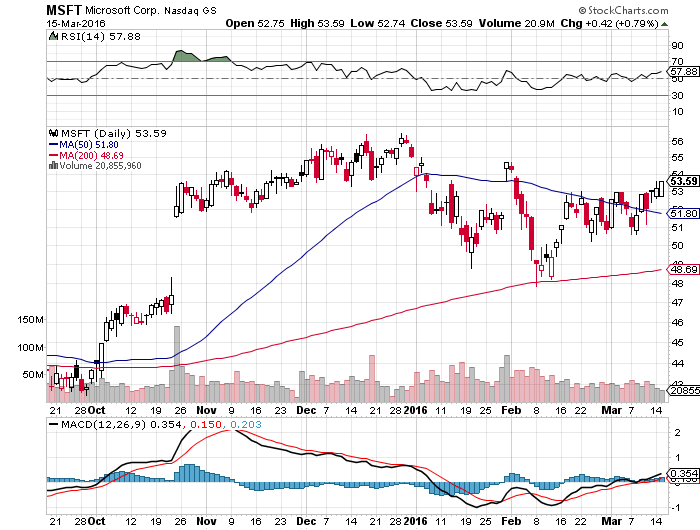 MSFT Microsoft Corp. Nasdaq GS © StockCharts.com
15-Mar-2016 Open 52.75 High 53.59 Low 52.74 Close 53.59 Volume 20.9M Chg +0.42 (+0.79%)
RSI(14) 57.88
90
70
57.88
50
30
10
MSFT (Daily) 53.59
MA(50) 51.80
MA(200) 48.69
Volume 20,855,960
56
55
54
53.59
53
51.80
51
50
49
48.69
48
47
46
45
44
43
42
150M
100M
50M
20855
21 28 Oct 12 19 26 Nov 9 16 23 Dec 7 14 21 28 2016 11 19 25 Feb 8 16 22 Mar 7 14
MACD(12,26,9) 0.354, 0.150, 0.203
2
1
0.354
0
-1
21 28 Oct 12 19 26 Nov 9 16 23 Dec 7 14 21 28 2016 11 19 25 Feb 8 16 22 Mar 7 14